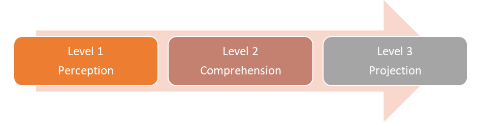 Level 1
Perception
Level 2
Comprehension
Level 3
Projection